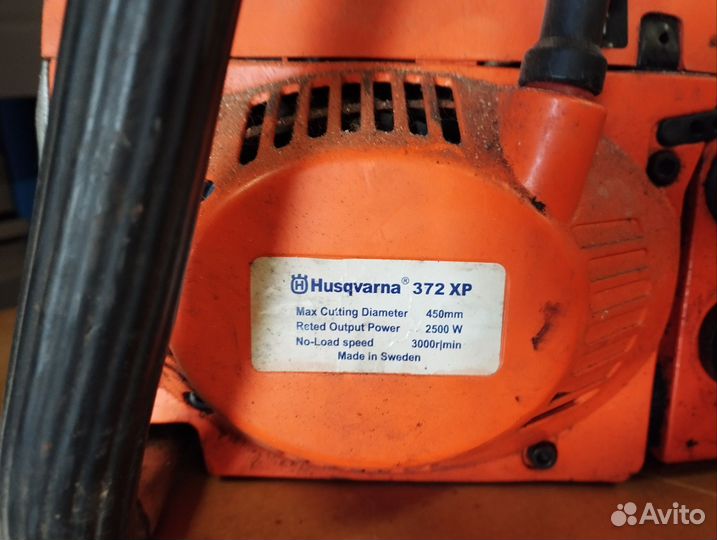 Husqvarna® 372 XP
Max Cutting Diameter 450mm
Reted Output Power 2500 W
No-Load speed 3000r|min
Made in Sweden
Avito